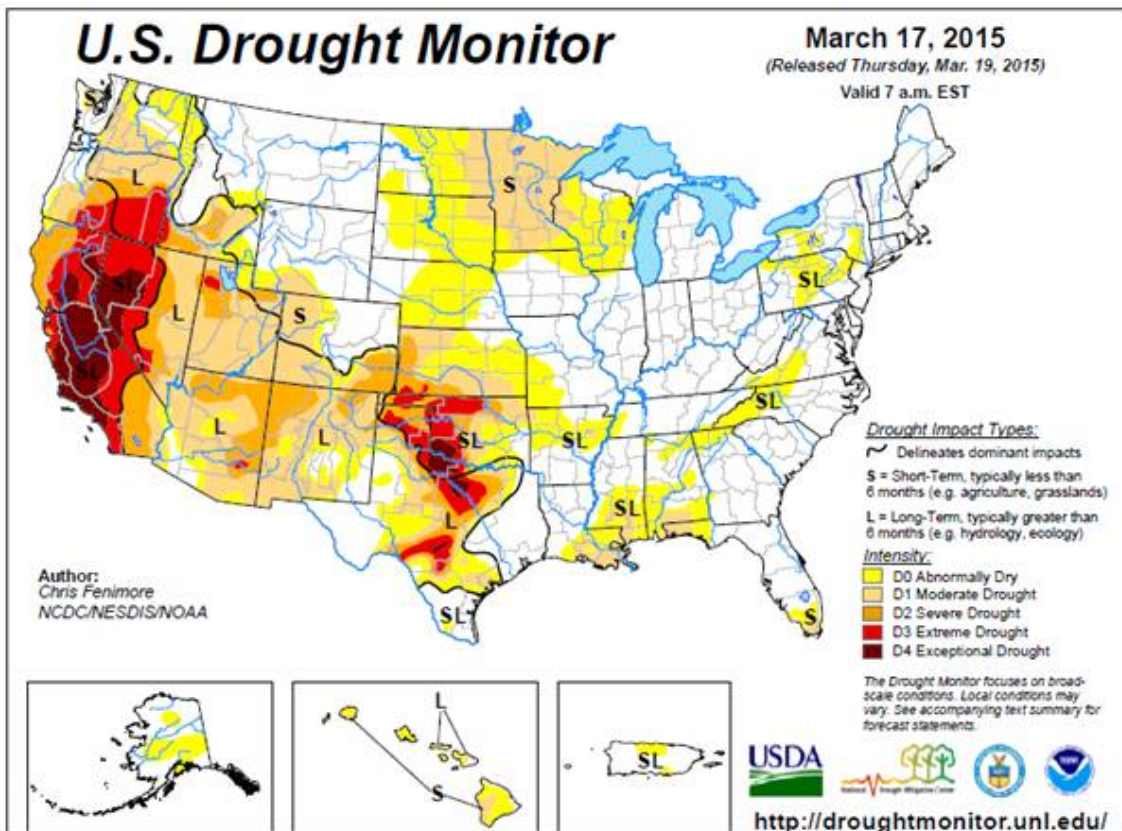 U.S. Drought Monitor
March 17, 2015
(Released Thursday, Mar. 19, 2015)
Valid 7 a.m. EST
S
L
S
SL
L
S
SL
SL
L
L
SL
SL
SL
L
SL
S
SL
Drought Impact Types:
Delineates dominant impacts
S = Short-Term, typically less than
6 months (e.g. agriculture, grasslands)
L = Long-Term, typically greater than
6 months (e.g. hydrology, ecology)
Intensity:
D0 Abnormally Dry
D1 Moderate Drought
D2 Severe Drought
D3 Extreme Drought
D4 Exceptional Drought
Author:
Chris Fenimore
NCDC/NESDIS/NOAA
The Drought Monitor focuses on broad-
scale conditions. Local conditions may
vary. See accompanying text summary for
forecast statements.
L
S
SL
USDA
National Drought Mitigation Center
http://droughtmonitor.unl.edu/